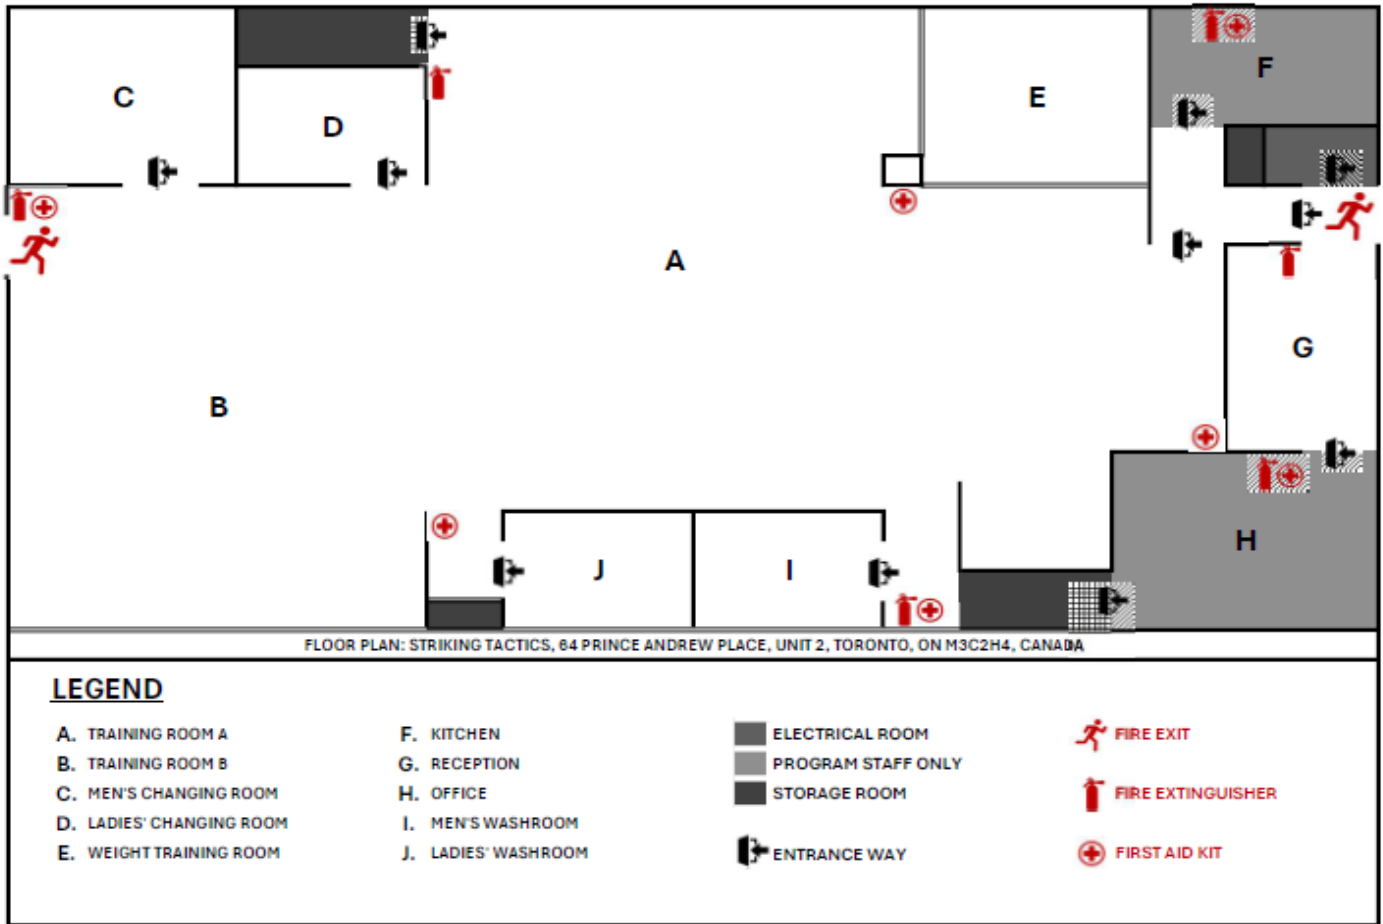 F
C
E
D
A
G
B
H
J
I
FLOOR PLAN: STRIKING TACTICS, 64 PRINCE ANDREW PLACE, UNIT 2, TORONTO, ON M3C2H4, CANADA
LEGEND
A. TRAINING ROOM A
B. TRAINING ROOM B
C. MEN'S CHANGING ROOM
D. LADIES' CHANGING ROOM
E. WEIGHT TRAINING ROOM
F. KITCHEN
G. RECEPTION
H. OFFICE
I. MEN'S WASHROOM
J. LADIES' WASHROOM
ELECTRICAL ROOM
PROGRAM STAFF ONLY
STORAGE ROOM
ENTRANCE WAY
FIRE EXIT
FIRE EXTINGUISHER
FIRST AID KIT